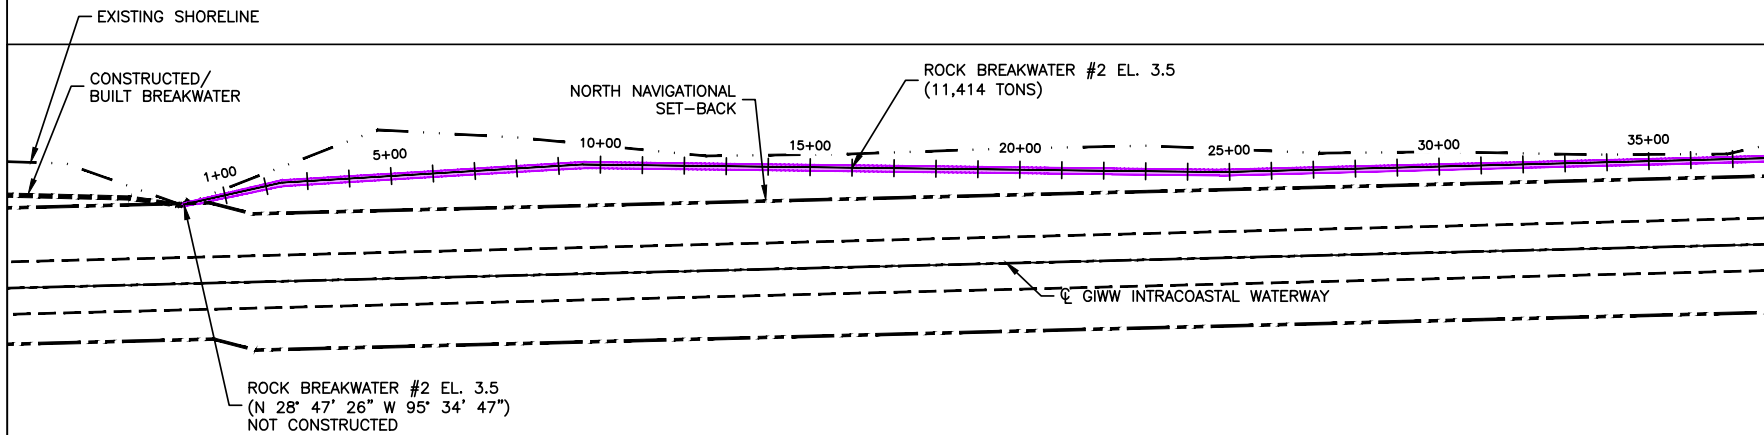 EXISTING SHORELINE
CONSTRUCTED/
BUILT BREAKWATER
NORTH NAVIGATIONAL
SET-BACK
ROCK BREAKWATER #2 EL. 3.5
(11,414 TONS)
1+00
5+00
10+00
15+00
20+00
25+00
30+00
35+00
℄ GIWW INTRACOASTAL WATERWAY
ROCK BREAKWATER #2 EL. 3.5
(N 28° 47' 26" W 95° 34' 47")
NOT CONSTRUCTED